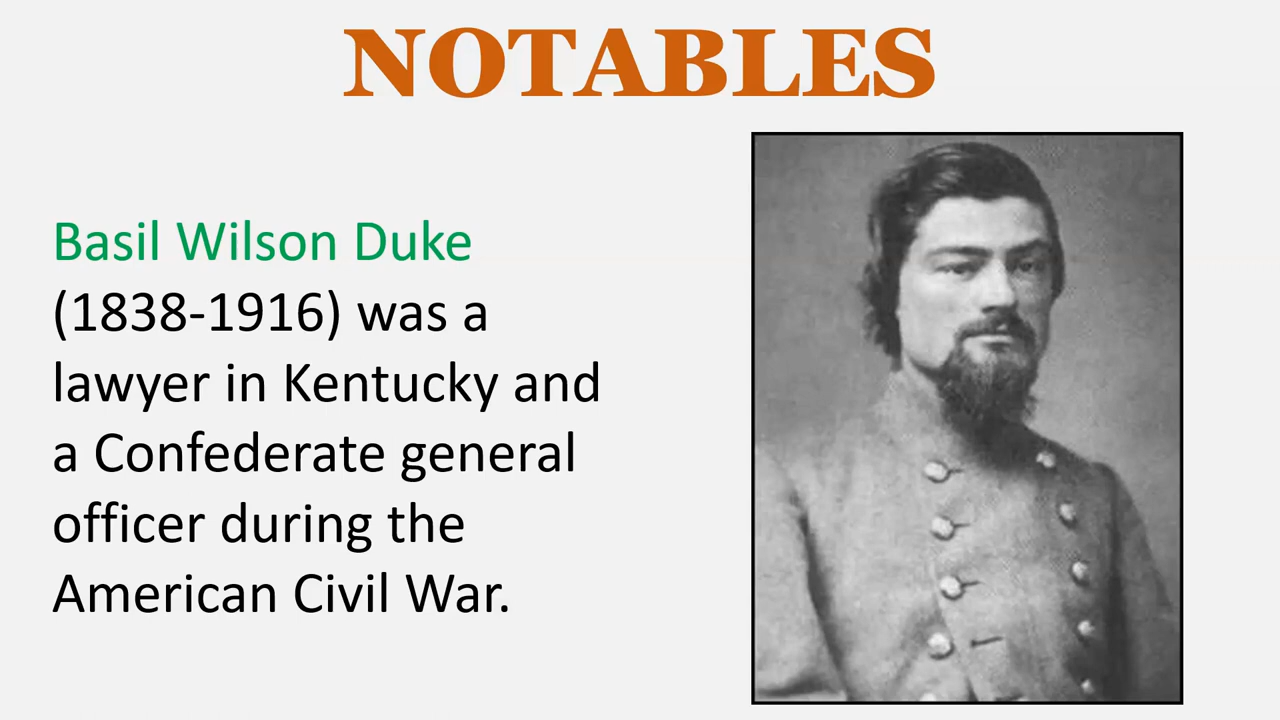 NOTABLES
Basil Wilson Duke
(1838-1916) was a
lawyer in Kentucky and
a Confederate general
officer during the
American Civil War.